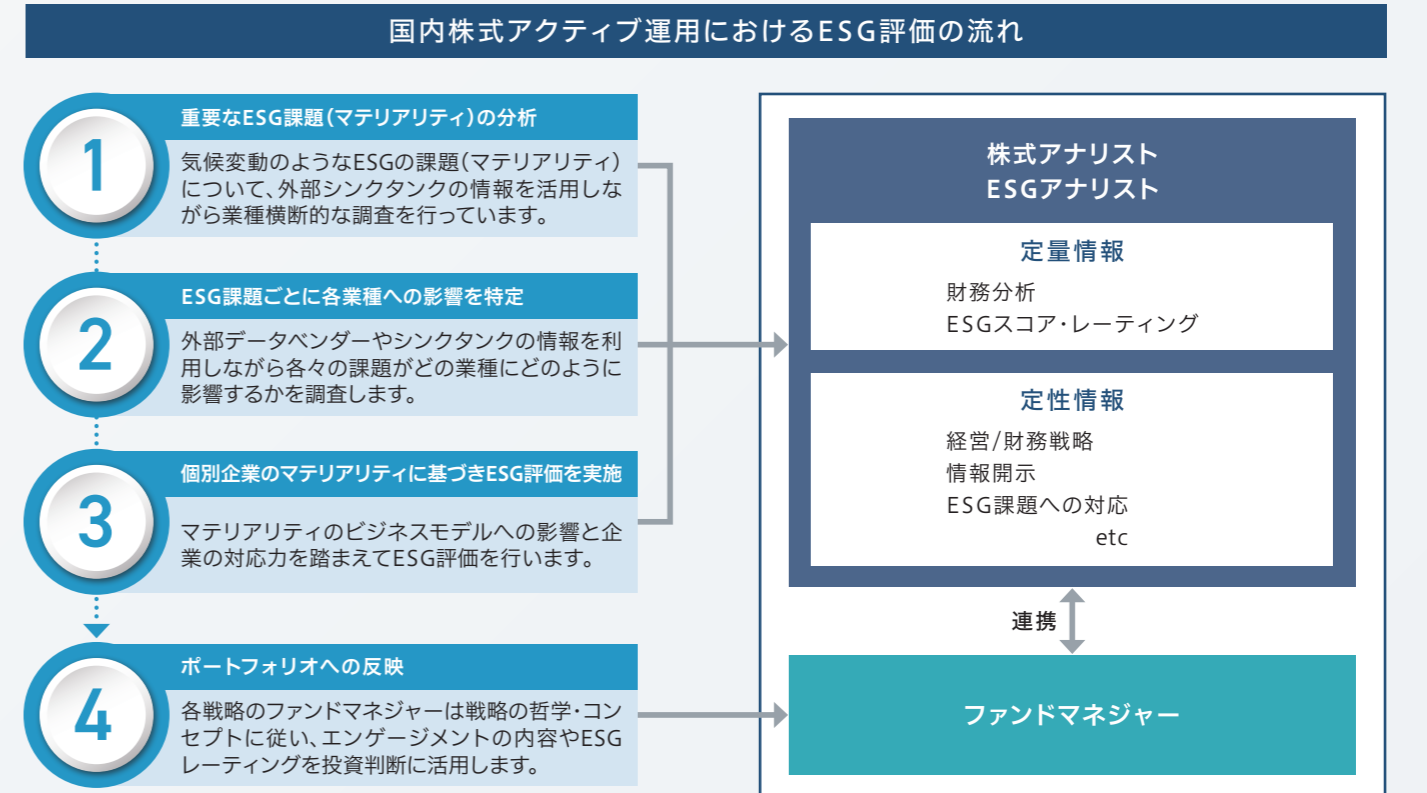 国内株式アクティブ運用におけるESG評価の流れ
1
重要なESG課題(マテリアリティ)の分析
気候変動のようなESGの課題(マテリアリティ)
について、外部シンクタンクの情報を活用しな
がら業種横断的な調査を行っています。
2
ESG課題ごとに各業種への影響を特定
外部データベンダーやシンクタンクの情報を利
用しながら各々の課題がどの業種にどのように
影響するかを調査します。
3
個別企業のマテリアリティに基づきESG評価を実施
マテリアリティのビジネスモデルへの影響と企
業の対応力を踏まえてESG評価を行います。
4
ポートフォリオへの反映
各戦略のファンドマネジャーは戦略の哲学・コン
セプトに従い、エンゲージメントの内容やESG
レーティングを投資判断に活用します。
株式アナリスト
ESGアナリスト
定量情報
財務分析
ESGスコア・レーティング
定性情報
経営/財務戦略
情報開示
ESG課題への対応
etc
連携
ファンドマネジャー